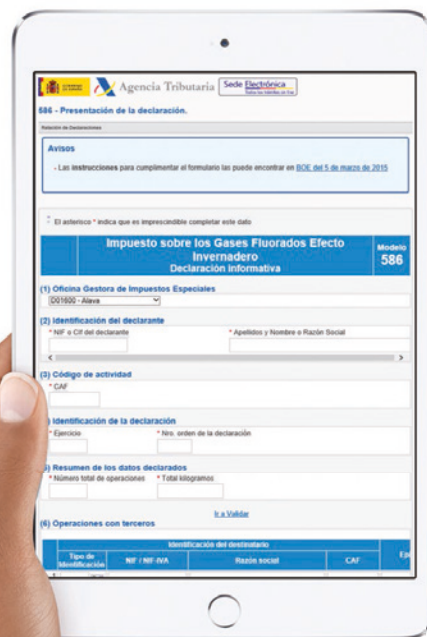 Agencia Tributaria
Sede Electrónica
586 - Presentación de la declaración.
Relación de Declaraciones
Avisos
- Las instrucciones para cumplimentar el formulario las puede encontrar en BOE del 5 de marzo de 2015
El asterisco * indica que es imprescindible completar este dato
Impuesto sobre los Gases Fluorados Efecto
Invernadero
Declaración Informativa
Modelo
586
(1) Oficina Gestora de Impuestos Especiales
D01600 - Alava
(2) Identificación del declarante
* NIF o Cif del declarante
* Apellidos y Nombre o Razón Social
(3) Código de actividad
* CAF
) Identificación de la declaración
* Ejercicio
* Nro. orden de la declaración
) Resumen de los datos declarados
* Número total de operaciones
* Total kilogramos
Ir a Validar
(6) Operaciones con terceros
Identificación del destinatario
Tipo de
Identificación
NIF / NIF-IVA
Razón social
CAF